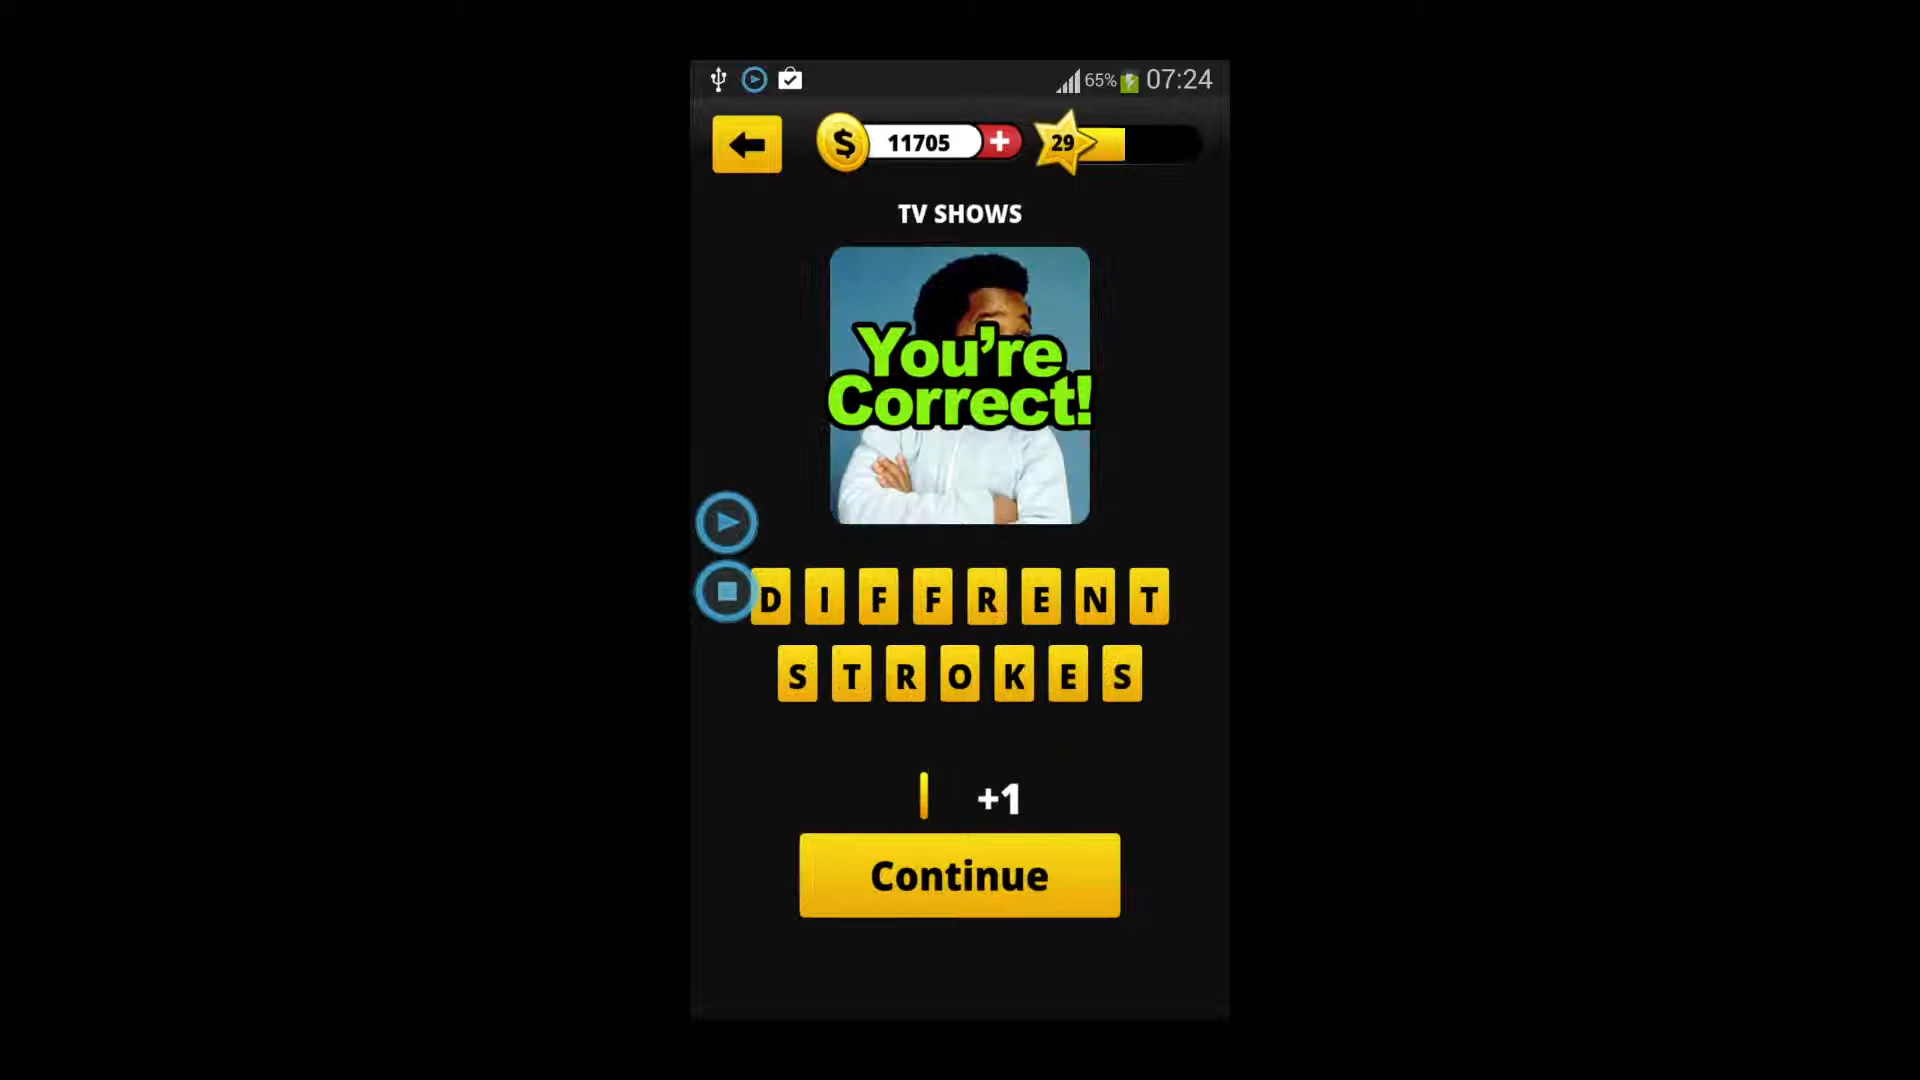 65% 07:24
$ 11705 + 29
TV SHOWS
You're
Correct!
DIFFRENT
STROKES
+1
Continue